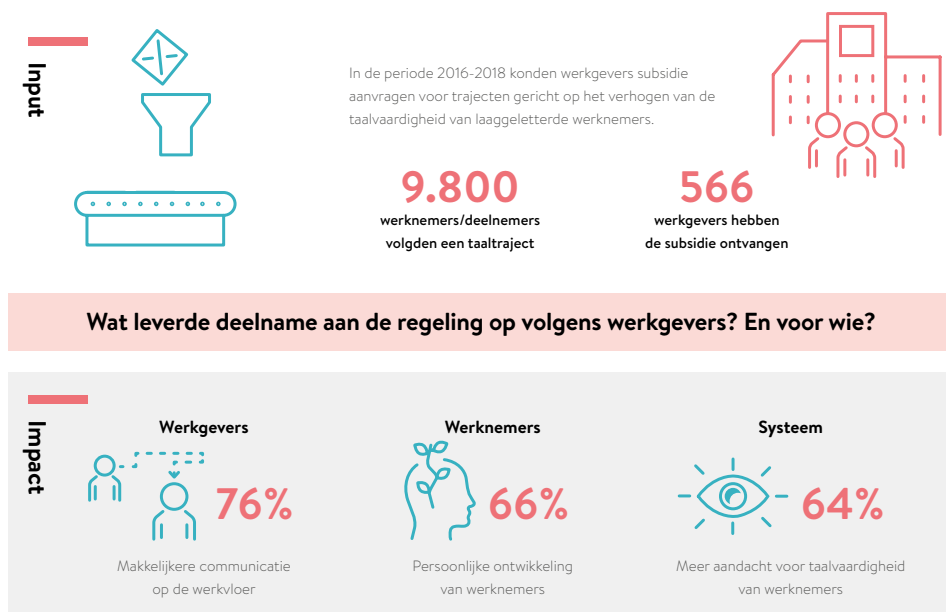 Input
In de periode 2016-2018 konden werkgevers subsidie
aanvragen voor trajecten gericht op het verhogen van de
taalvaardigheid van laaggeletterde werknemers.
9.800
werknemers/deelnemers
volgden een taaltraject
566
werkgevers hebben
de subsidie ontvangen
Wat leverde deelname aan de regeling op volgens werkgevers? En voor wie?
Impact
Werkgevers
76%
Makkelijkere communicatie
op de werkvloer
Werknemers
66%
Persoonlijke ontwikkeling
van werknemers
Systeem
64%
Meer aandacht voor taalvaardigheid
van werknemers